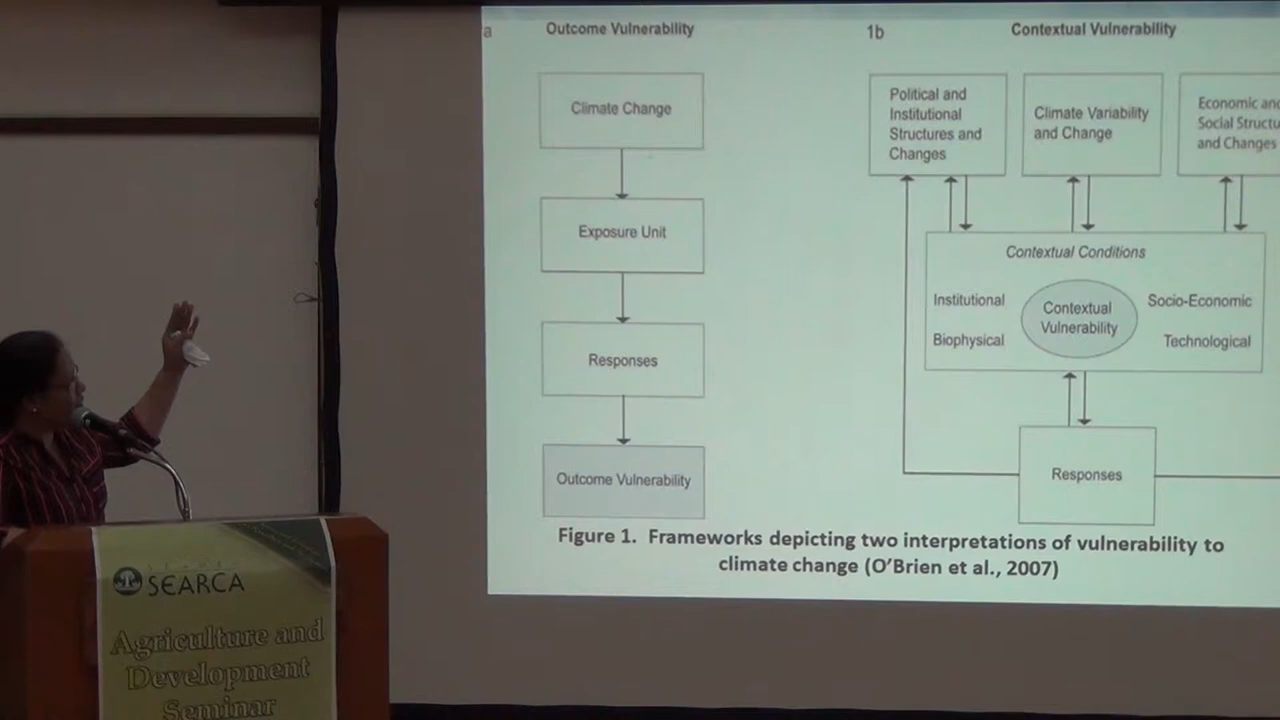 a
Outcome Vulnerability
Climate Change
Exposure Unit
Responses
Outcome Vulnerability
1b
Contextual Vulnerability
Political and
Institutional
Structures and
Changes
Climate Variability
and Change
Economic and
Social Structu
and Changes
Contextual Conditions
Institutional
Biophysical
Contextual
Vulnerability
Socio-Economic
Technological
Responses
Figure 1. Frameworks depicting two interpretations of vulnerability to
climate change (O'Brien et al., 2007)
SEARCA
Agriculture and
Development
Seminar